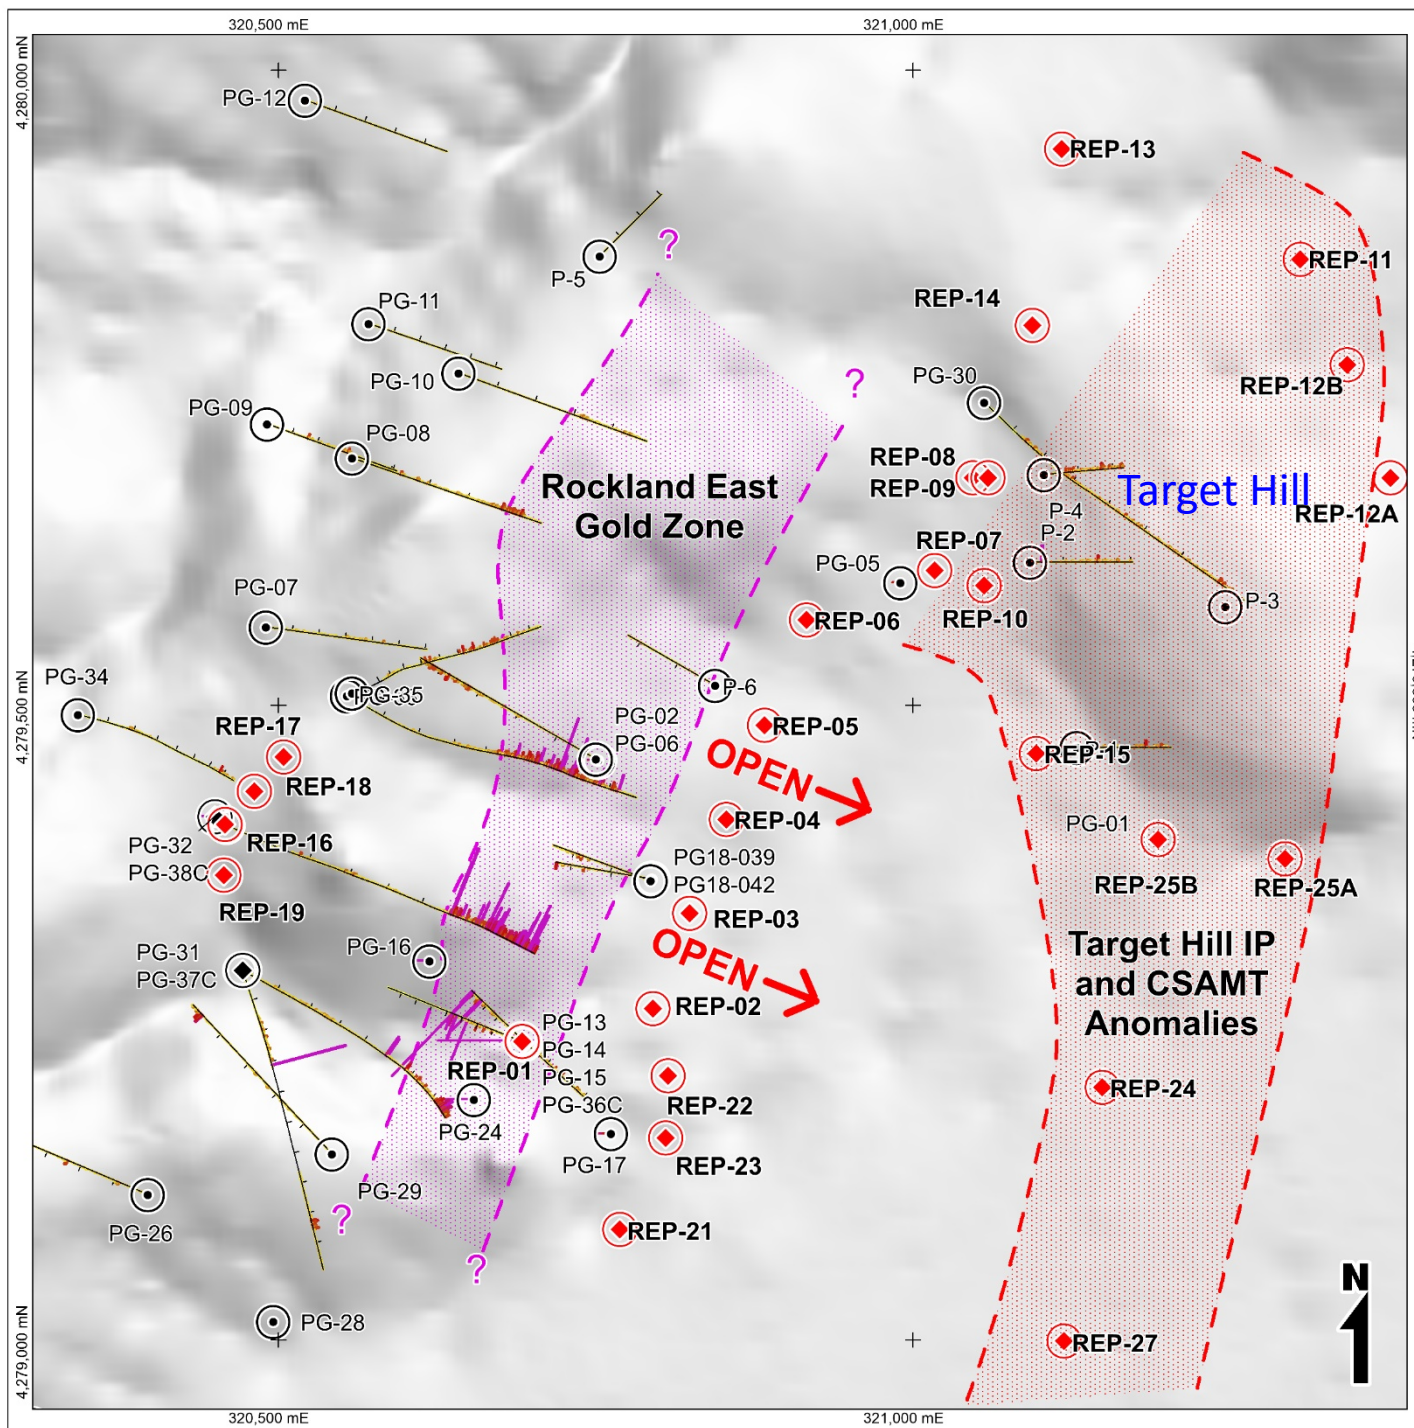 320,500 mE
321,000 mE
4,280,000 mN
PG-12
REP-13
?
P-5
REP-11
PG-11
REP-14
PG-10
?
REP-12B
PG-30
PG-09
PG-08
REP-08
REP-09
Rockland East
Gold Zone
Target Hill
REP-12A
P-4
P-2
REP-07
PG-05
PG-07
P-3
REP-10
REP-06
PG-34
PG-35
P-6
4,279,500 mN
REP-17
PG-02
PG-06
REP-05
OPEN
REP-15
REP-18
REP-04
PG-01
REP-16
PG-32
PG-38C
PG18-039
PG18-042
REP-25B
REP-25A
REP-19
REP-03
PG-16
PG-31
PG-37C
OPEN
Target Hill IP
and CSAMT
Anomalies
REP-02
PG-13
PG-14
PG-15
PG-36C
REP-01
REP-24
REP-22
PG-24
PG-17
REP-23
PG-29
?
PG-26
REP-21
?
N
PG-28
4,279,000 mN
REP-27
320,500 mE
321,000 mE